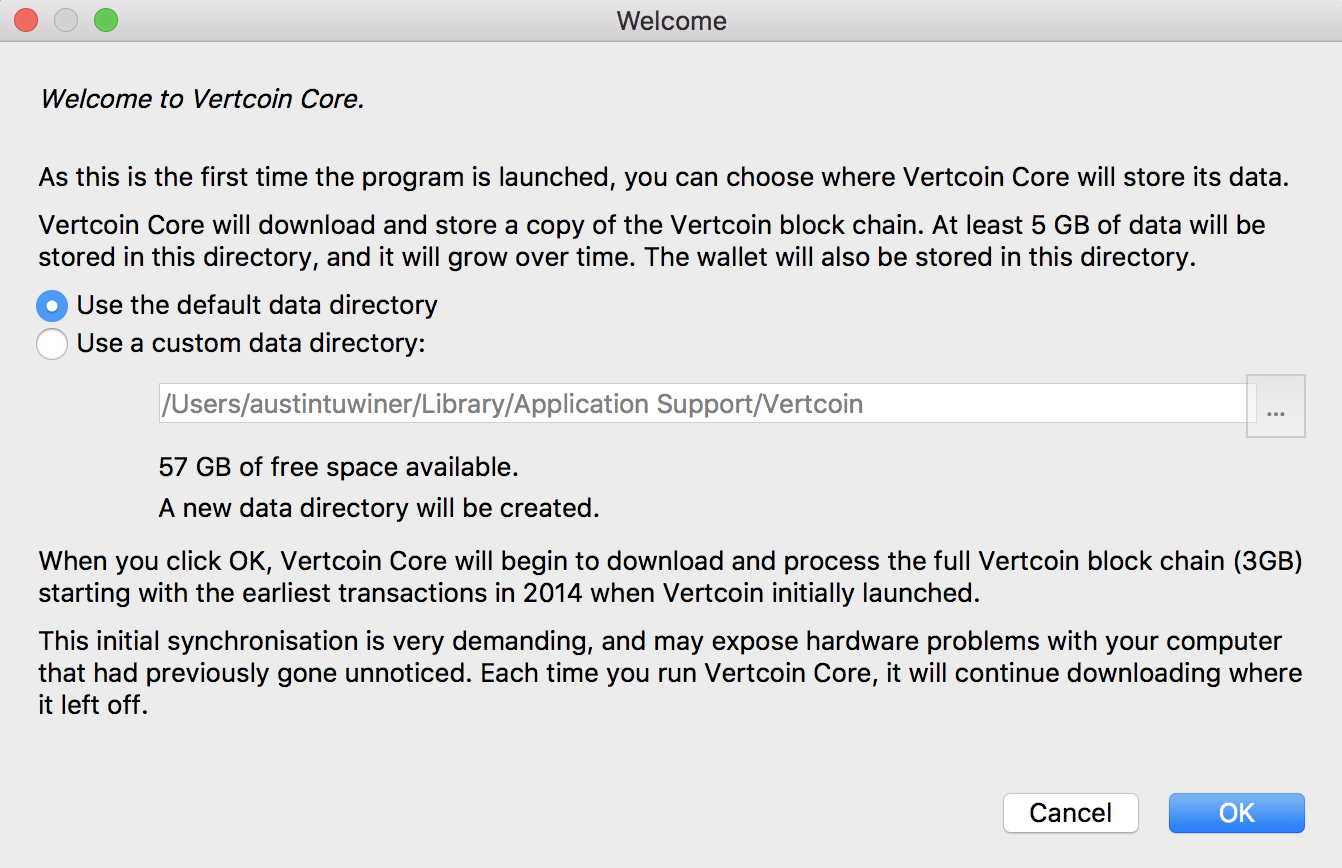 Welcome
Welcome to Vertcoin Core.
As this is the first time the program is launched, you can choose where Vertcoin Core will store its data.
Vertcoin Core will download and store a copy of the Vertcoin block chain. At least 5 GB of data will be
stored in this directory, and it will grow over time. The wallet will also be stored in this directory.
Use the default data directory
Use a custom data directory:
/Users/austintuwiner/Library/Application Support/Vertcoin
...
57 GB of free space available.
A new data directory will be created.
When you click OK, Vertcoin Core will begin to download and process the full Vertcoin block chain (3GB)
starting with the earliest transactions in 2014 when Vertcoin initially launched.
This initial synchronisation is very demanding, and may expose hardware problems with your computer
that had previously gone unnoticed. Each time you run Vertcoin Core, it will continue downloading where
it left off.
Cancel
OK